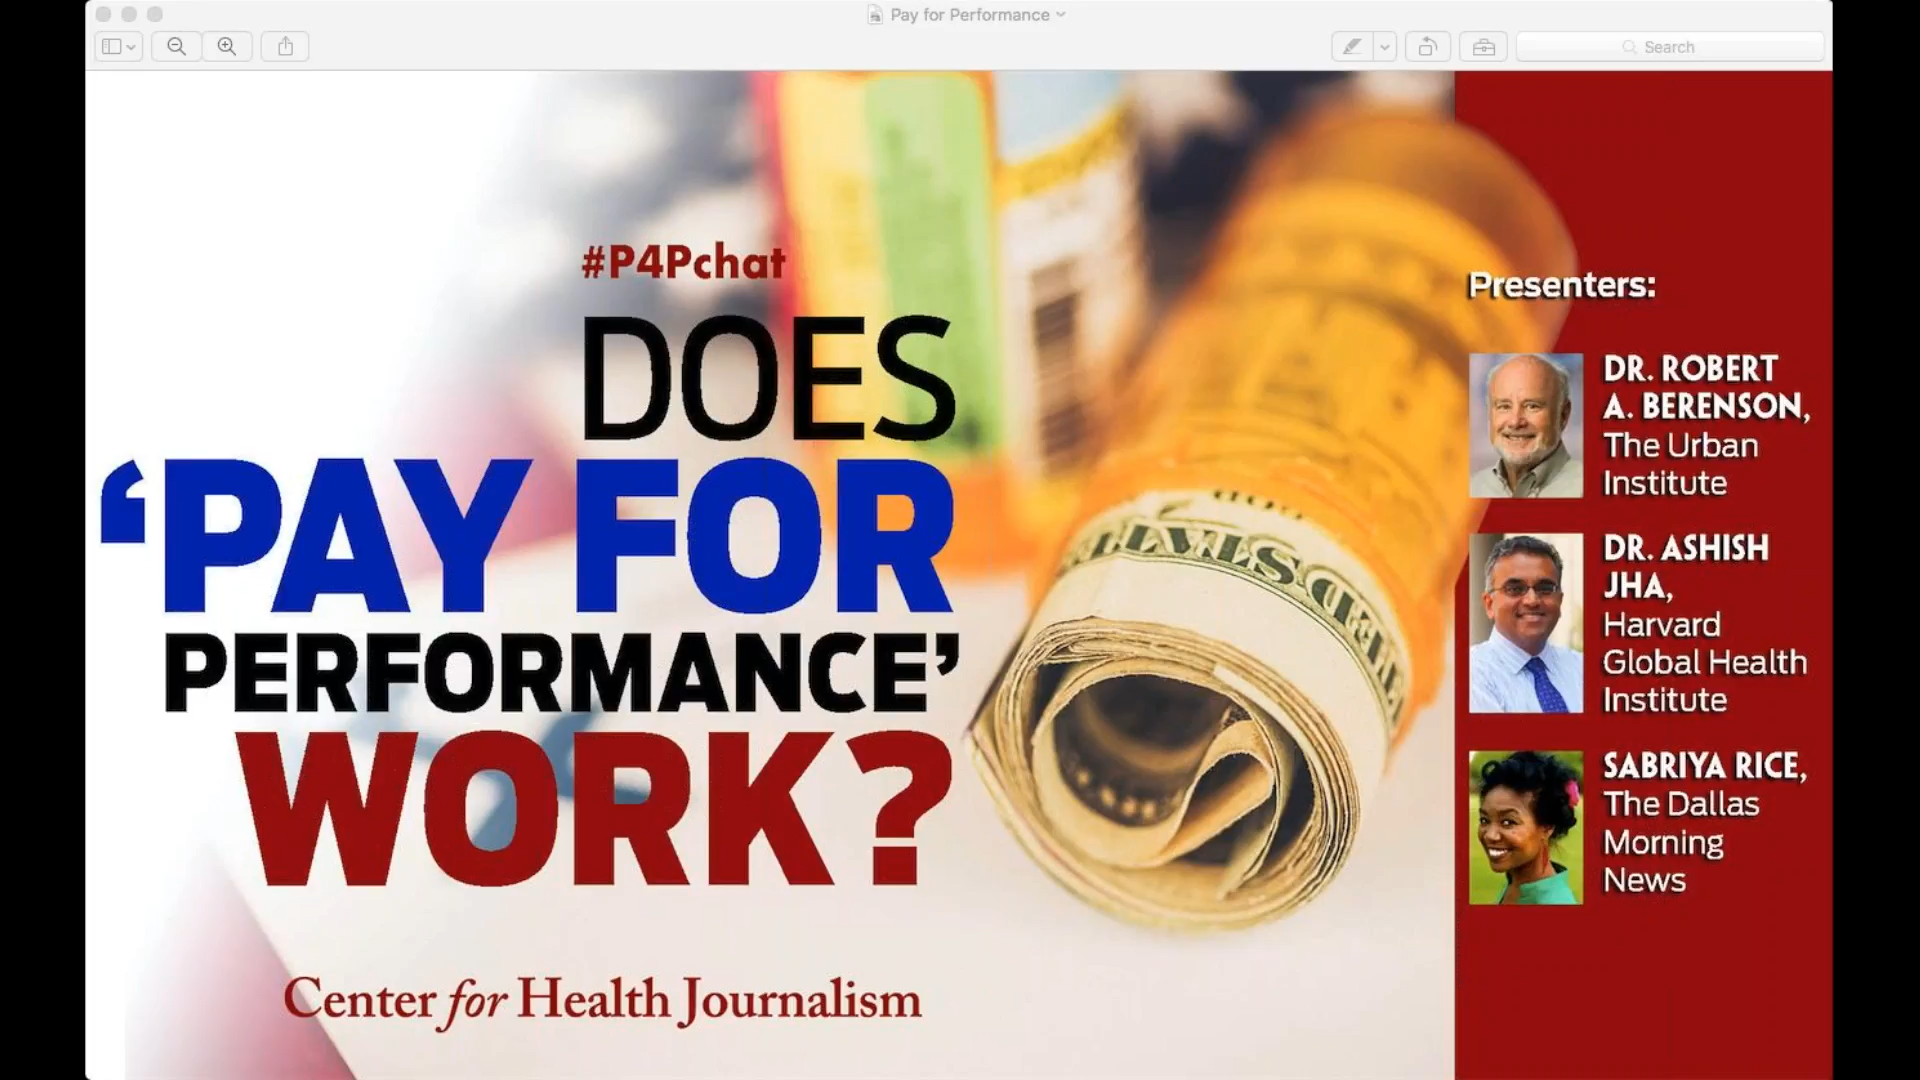 Pay for Performance
Search
#P4Pchat
DOES
‘PAY FOR
PERFORMANCE’
WORK?
Center for Health Journalism
Presenters:
DR. ROBERT
A. BERENSON,
The Urban
Institute
DR. ASHISH
JHA,
Harvard
Global Health
Institute
SABRIYA RICE,
The Dallas
Morning
News